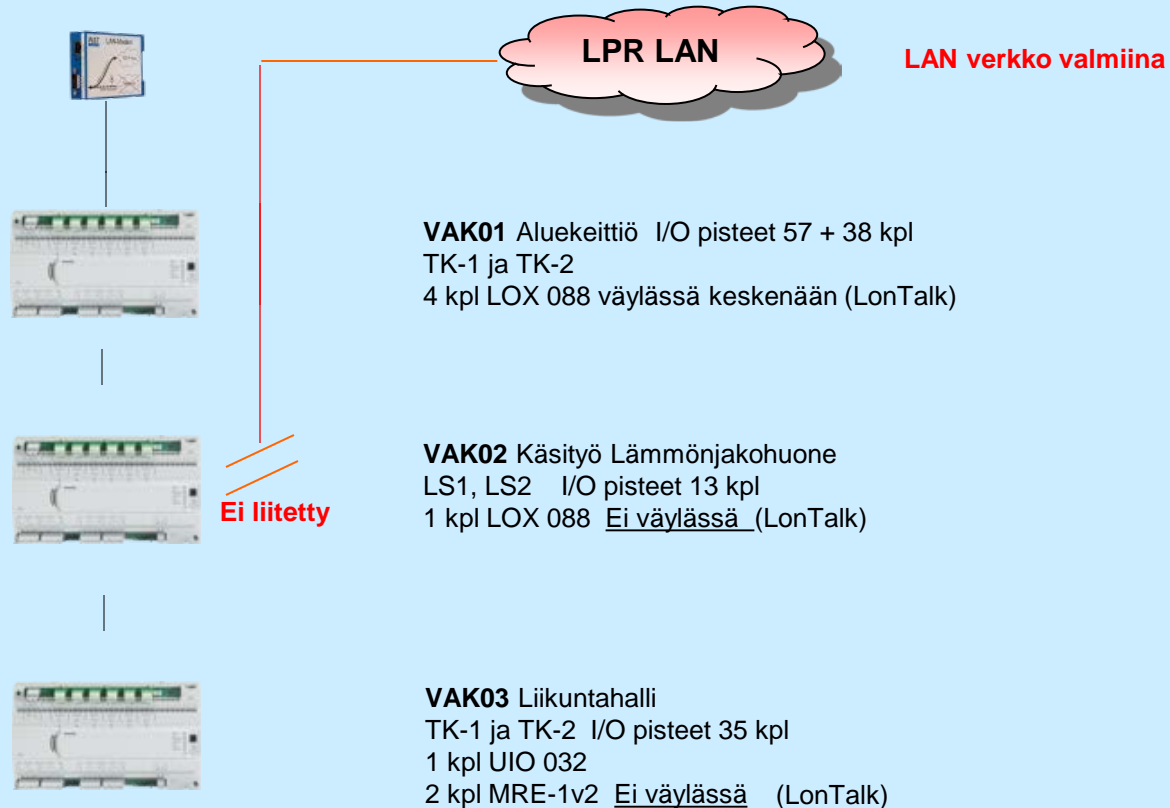 LPR LAN
LAN verkko valmiina
LAN-Modem
VAK01 Aluekeittiö I/O pisteet 57 + 38 kpl
TK-1 ja TK-2
4 kpl LOX 088 väylässä keskenään (LonTalk)
Ei liitetty
VAK02 Käsityö Lämmönjakohuone
LS1, LS2 I/O pisteet 13 kpl
1 kpl LOX 088 Ei väylässä (LonTalk)
VAK03 Liikuntahalli
TK-1 ja TK-2 I/O pisteet 35 kpl
1 kpl UIO 032
2 kpl MRE-1v2 Ei väylässä (LonTalk)